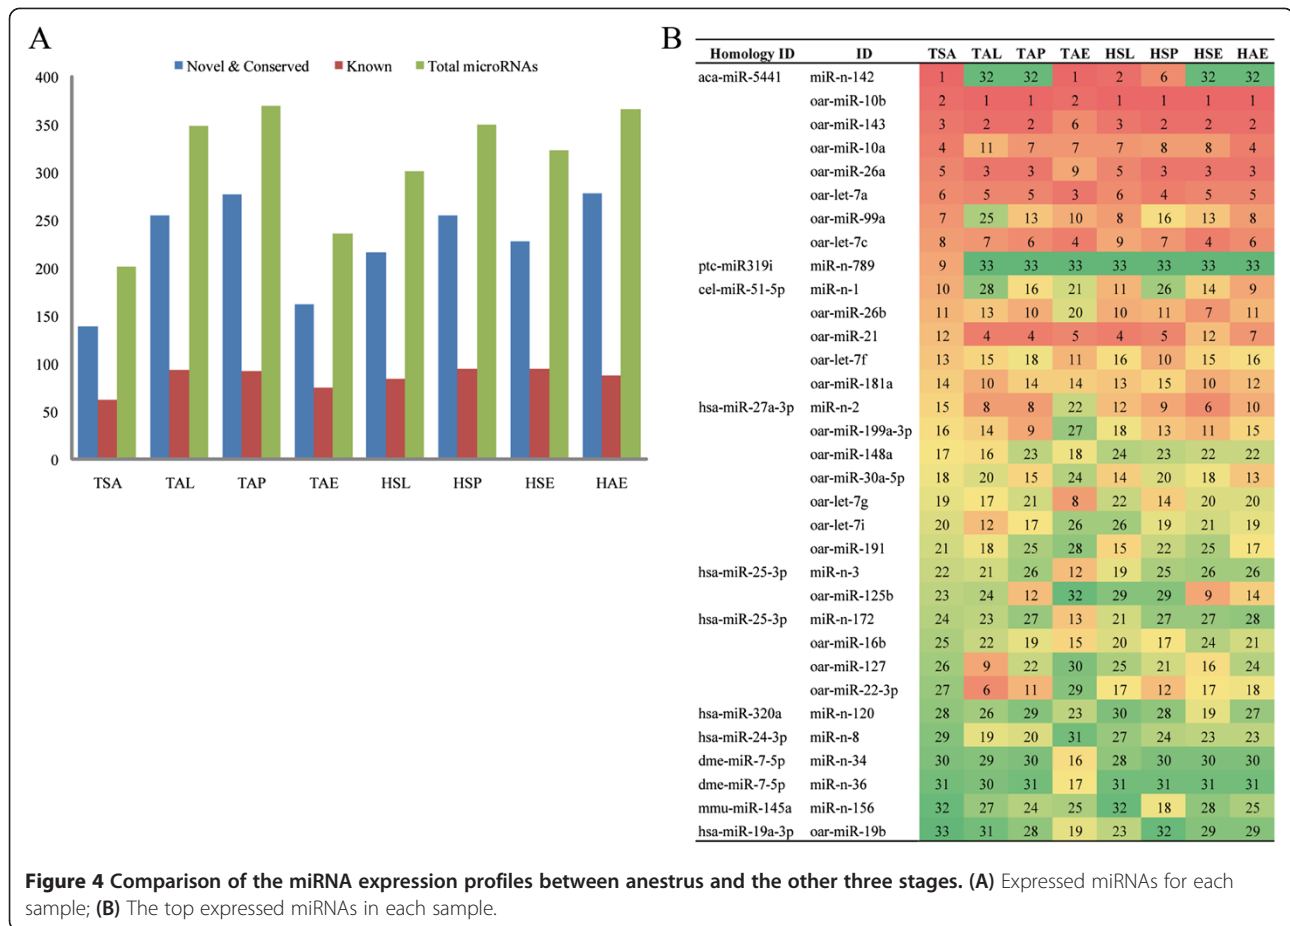 A
Novel & Conserved Known Total microRNAs
400
350
300
250
200
150
100
50
0
TSA TAL TAP TAE HSL HSP HSE HAE
B
Homology ID ID TSA TAL TAP TAE HSL HSP HSE HAE
aca-miR-5441 miR-n-142 1 32 32 1 2 6 32 32
oar-miR-10b 2 1 1 2 1 1 1 1
oar-miR-143 3 2 2 6 3 2 2 2
oar-miR-10a 4 11 7 7 7 8 8 4
oar-miR-26a 5 3 3 9 5 3 3 3
oar-let-7a 6 5 5 3 6 4 5 5
oar-miR-99a 7 25 13 10 8 16 13 8
oar-let-7c 8 7 6 4 9 7 4 6
ptc-miR319i miR-n-789 9 33 33 33 33 33 33 33
cel-miR-51-5p miR-n-1 10 28 16 21 11 26 14 9
oar-miR-26b 11 13 10 20 10 11 7 11
oar-miR-21 12 4 4 5 4 5 12 7
oar-let-7f 13 15 18 11 16 10 15 16
oar-miR-181a 14 10 14 14 13 15 10 12
hsa-miR-27a-3p miR-n-2 15 8 8 22 12 9 6 10
oar-miR-199a-3p 16 14 9 27 18 13 11 15
oar-miR-148a 17 16 23 18 24 23 22 22
oar-miR-30a-5p 18 20 15 24 14 20 18 13
oar-let-7g 19 17 21 8 22 14 20 20
oar-let-7i 20 12 17 26 26 19 21 19
oar-miR-191 21 18 25 28 15 22 25 17
hsa-miR-25-3p miR-n-3 22 21 26 12 19 25 26 26
oar-miR-125b 23 24 12 32 29 29 9 14
hsa-miR-25-3p miR-n-172 24 23 27 13 21 27 27 28
oar-miR-16b 25 22 19 15 20 17 24 21
oar-miR-127 26 9 22 30 25 21 16 24
oar-miR-22-3p 27 6 11 29 17 12 17 18
hsa-miR-320a miR-n-120 28 26 29 23 30 28 19 27
hsa-miR-24-3p miR-n-8 29 19 20 31 27 24 23 23
dme-miR-7-5p miR-n-34 30 29 30 16 28 30 30 30
dme-miR-7-5p miR-n-36 31 30 31 17 31 31 31 31
mmu-miR-145a miR-n-156 32 27 24 25 32 18 28 25
hsa-miR-19a-3p oar-miR-19b 33 31 28 19 23 32 29 29
Figure 4 Comparison of the miRNA expression profiles between anestrus and the other three stages. (A) Expressed miRNAs for each
sample; (B) The top expressed miRNAs in each sample.